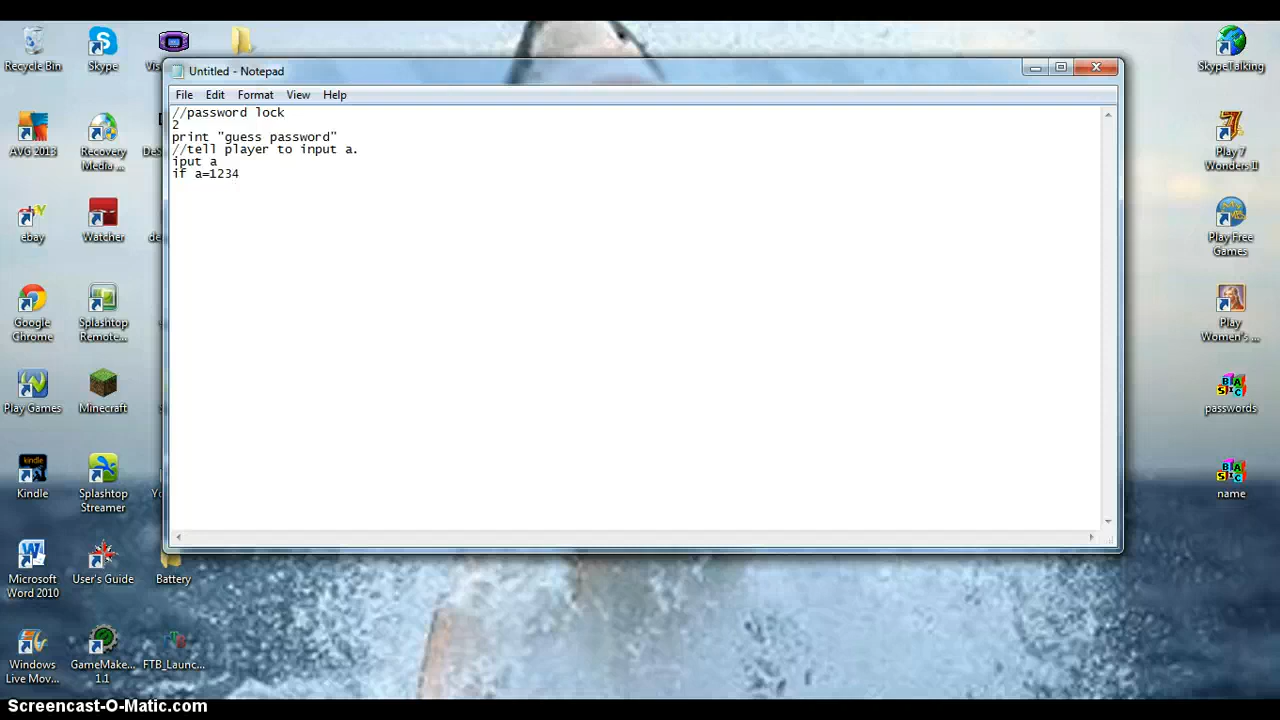 Recycle Bin
Skype
Vis
Untitled - Notepad
SkypeTalking
File Edit Format View Help
//password lock
2
print "guess password"
//tell player to input a.
iput a
if a=1234
AVG 2013
Recovery
Media ...
DeS
Play 7
Wonders II
ebay
Watcher
de
Play Free
Games
Google
Chrome
Splashtop
Remote...
Play
Women's ...
Play Games
Minecraft
passwords
Kindle
Splashtop
Streamer
name
Microsoft
Word 2010
User's Guide
Battery
Windows
Live Mov...
GameMake...
1.1
FTB_Launc...
Screencast-O-Matic.com